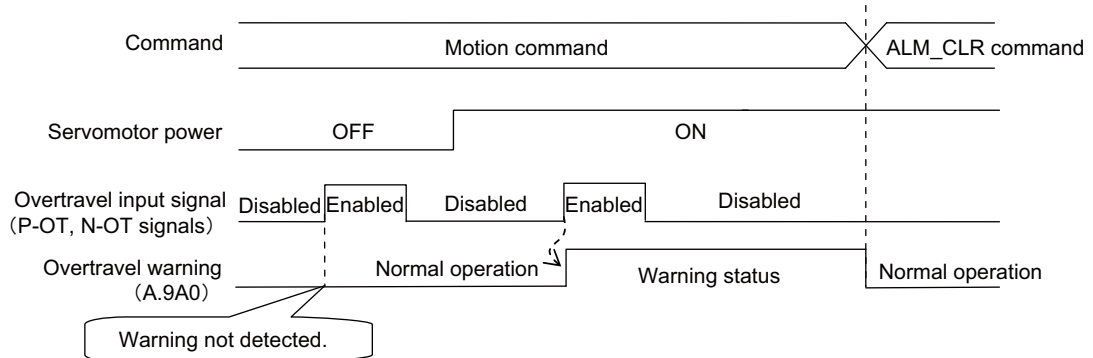 Command
Motion command
ALM_CLR command
Servomotor power
OFF
ON
Overtravel input signal
（P-OT, N-OT signals）
Disabled
Enabled
Disabled
Enabled
Disabled
Overtravel warning
（A.9A0）
Normal operation
Warning status
Normal operation
Warning not detected.